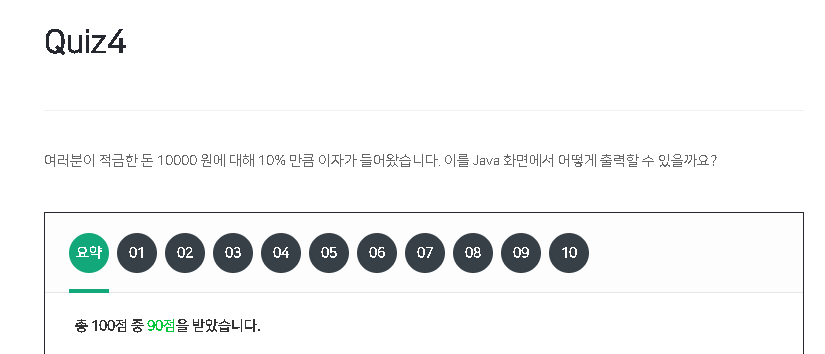 Quiz4
여러분이 적금한 돈 10000 원에 대해 10% 만큼 이자가 들어왔습니다. 이를 Java 화면에서 어떻게 출력할 수 있을까요?
요약 01 02 03 04 05 06 07 08 09 10
총 100점 중 90점을 받았습니다.